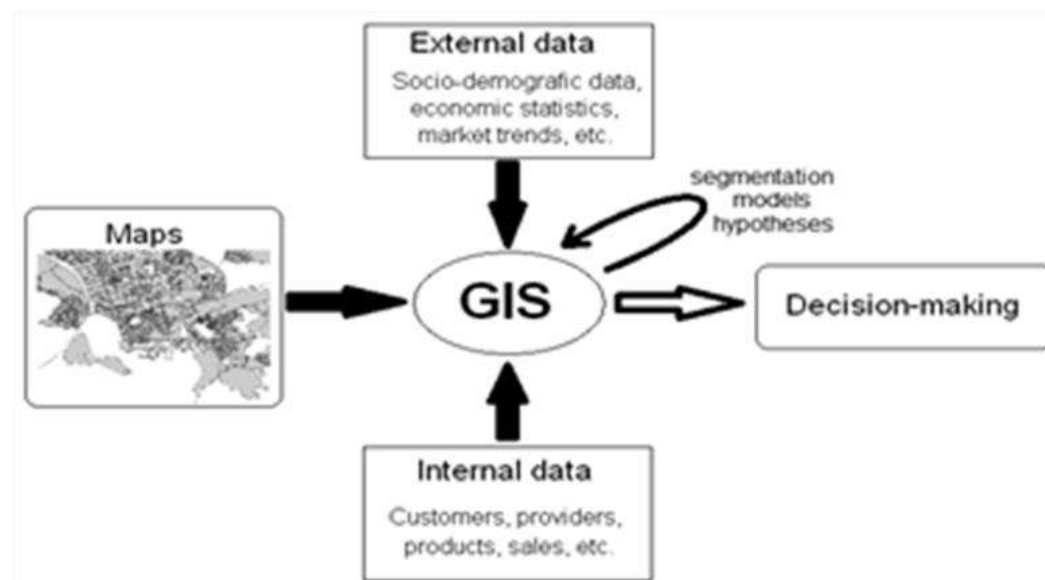 External data
Socio-demografic data,
economic statistics,
market trends, etc.
segmentation
models
hypotheses
Maps
GIS
Decision-making
Internal data
Customers, providers,
products, sales, etc.